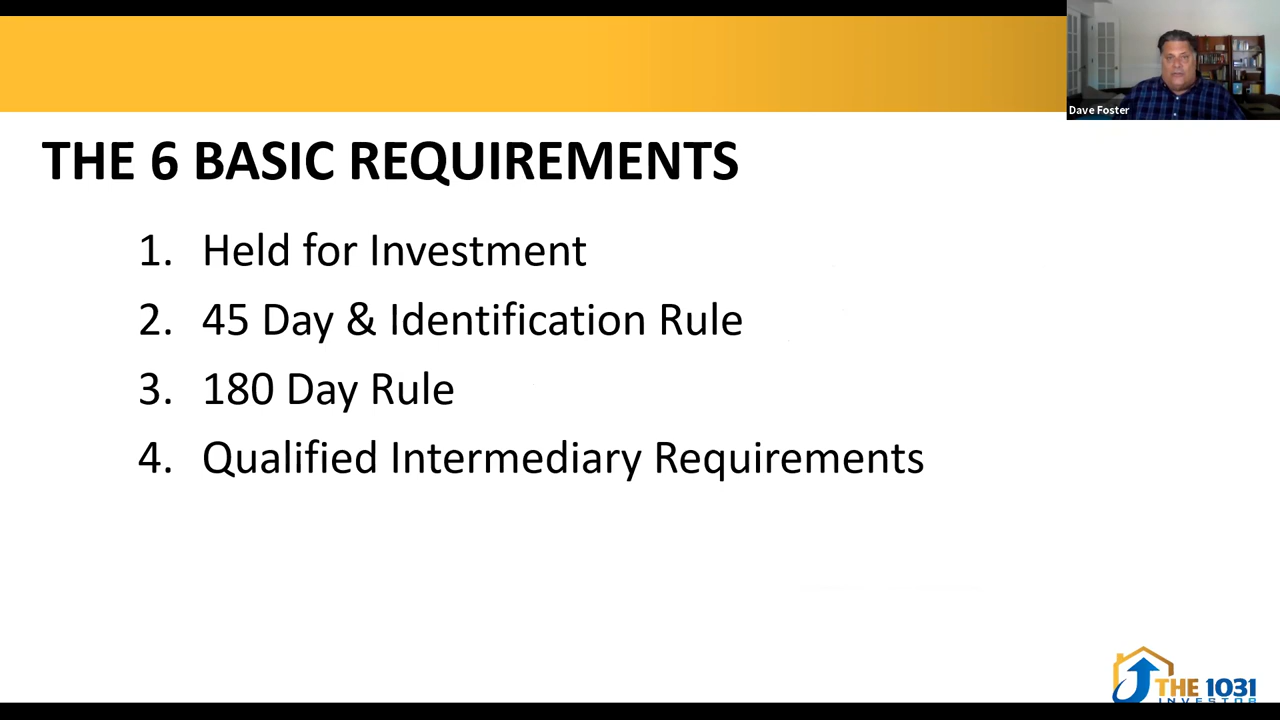 Dave Foster
THE 6 BASIC REQUIREMENTS
1. Held for Investment
2. 45 Day & Identification Rule
3. 180 Day Rule
4. Qualified Intermediary Requirements
THE 1031
INVESTOR